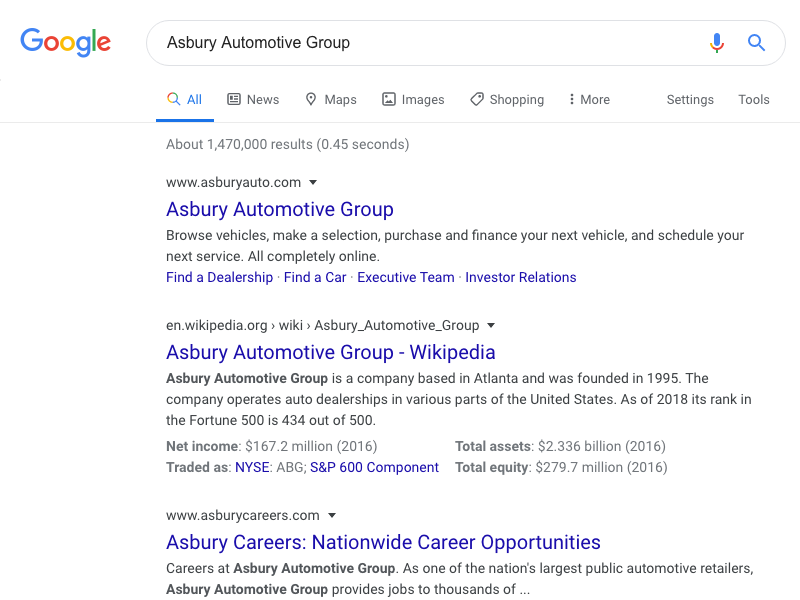 Google
Asbury Automotive Group
All News Maps Images Shopping More Settings Tools
About 1,470,000 results (0.45 seconds)
www.asburyauto.com
Asbury Automotive Group
Browse vehicles, make a selection, purchase and finance your next vehicle, and schedule your
next service. All completely online.
Find a Dealership · Find a Car · Executive Team · Investor Relations
en.wikipedia.org › wiki › Asbury_Automotive_Group
Asbury Automotive Group - Wikipedia
Asbury Automotive Group is a company based in Atlanta and was founded in 1995. The
company operates auto dealerships in various parts of the United States. As of 2018 its rank in
the Fortune 500 is 434 out of 500.
Net income: $167.2 million (2016) Total assets: $2.336 billion (2016)
Traded as: NYSE: ABG; S&P 600 Component Total equity: $279.7 million (2016)
www.asburycareers.com
Asbury Careers: Nationwide Career Opportunities
Careers at Asbury Automotive Group. As one of the nation's largest public automotive retailers,
Asbury Automotive Group provides jobs to thousands of ...